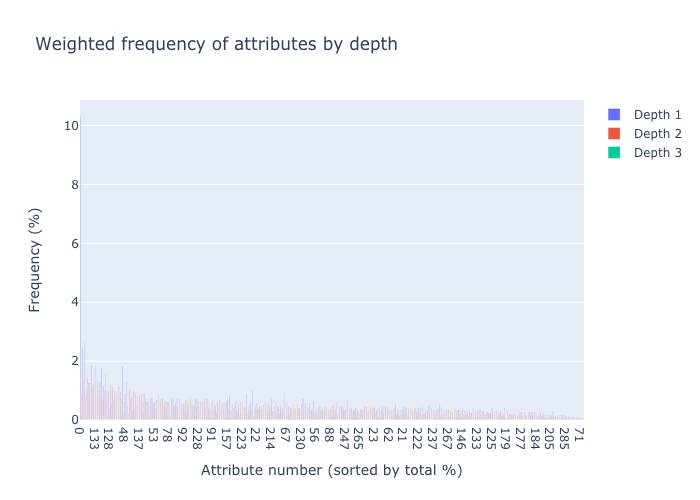 Weighted frequency of attributes by depth
Depth 1
Depth 2
Depth 3
10
8
6
4
2
0
Frequency (%)
0 133 128 48 137 53 78 92 228 91 157 223 22 214 67 230 56 88 247 265 23 62 21 222 237 267 146 233 225 179 277 184 205 285 71
Attribute number (sorted by total %)